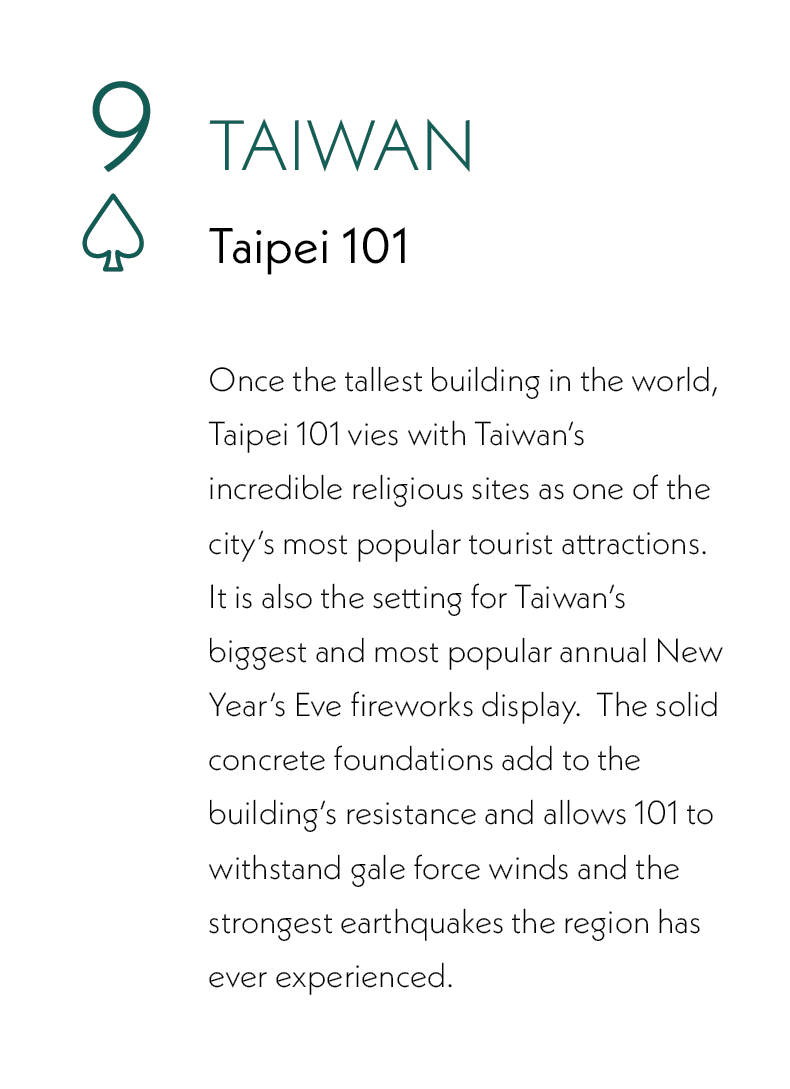 9
TAIWAN
Taipei 101
Once the tallest building in the world,
Taipei 101 vies with Taiwan’s
incredible religious sites as one of the
city’s most popular tourist attractions.
It is also the setting for Taiwan’s
biggest and most popular annual New
Year’s Eve fireworks display.  The solid
concrete foundations add to the
building’s resistance and allows 101 to
withstand gale force winds and the
strongest earthquakes the region has
ever experienced.